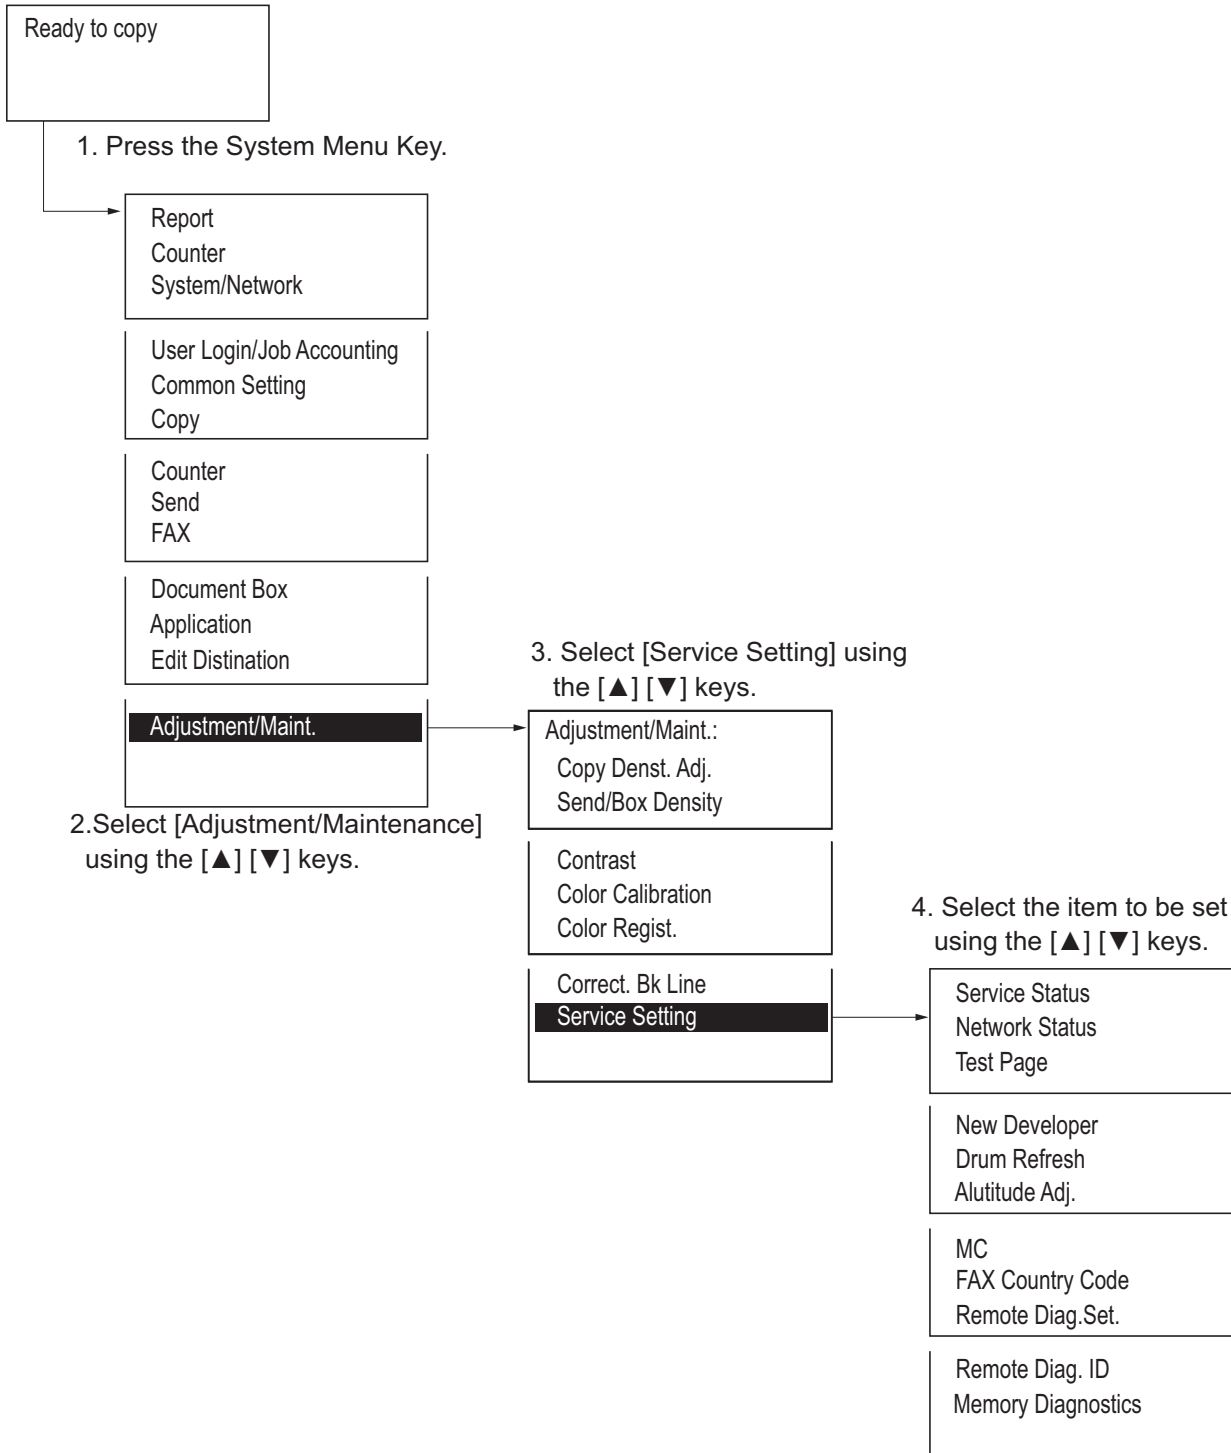 Ready to copy
1. Press the System Menu Key.
Report
Counter
System/Network
User Login/Job Accounting
Common Setting
Copy
Counter
Send
FAX
Document Box
Application
Edit Distination
Adjustment/Maint.
2.Select [Adjustment/Maintenance]
using the [▲] [▼] keys.
3. Select [Service Setting] using
the [▲] [▼] keys.
Adjustment/Maint.:
Copy Denst. Adj.
Send/Box Density
Contrast
Color Calibration
Color Regist.
Correct. Bk Line
Service Setting
4. Select the item to be set
using the [▲] [▼] keys.
Service Status
Network Status
Test Page
New Developer
Drum Refresh
Alutitude Adj.
MC
FAX Country Code
Remote Diag.Set.
Remote Diag. ID
Memory Diagnostics